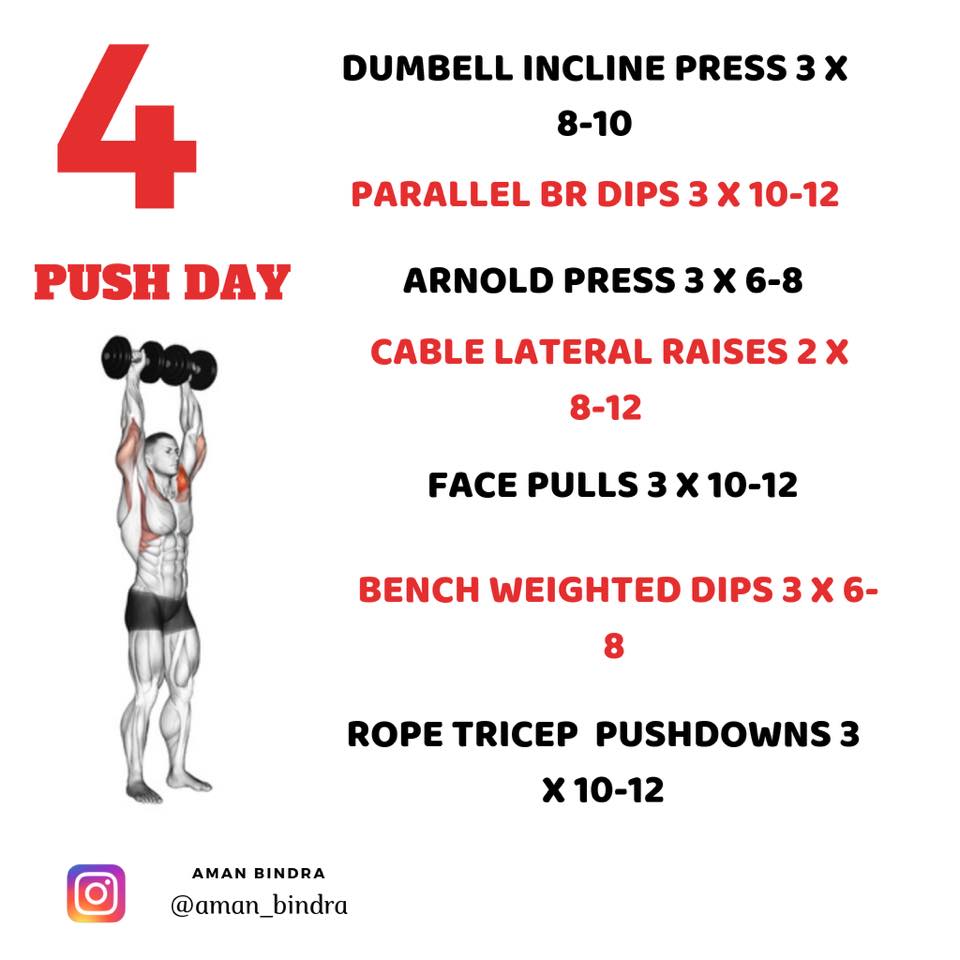 4
PUSH DAY
DUMBELL INCLINE PRESS 3 X
8-10
PARALLEL BR DIPS 3 X 10-12
ARNOLD PRESS 3 X 6-8
CABLE LATERAL RAISES 2 X
8-12
FACE PULLS 3 X 10-12
BENCH WEIGHTED DIPS 3 X 6-
8
ROPE TRICEP  PUSHDOWNS 3
X 10-12
AMAN BINDRA
@aman_bindra